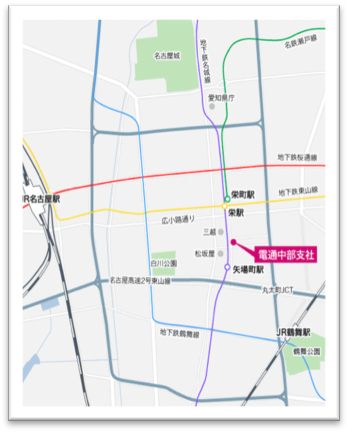 名鉄瀬戸線
地下鉄名城線
名古屋城
愛知県庁
地下鉄桜通線
地下鉄東山線
JR名古屋駅
栄町駅
栄駅
広小路通り
三越
松坂屋
電通中部支社
白川公園
矢場町駅
名古屋高速2号東山線
丸太町JCT
地下鉄鶴舞線
JR鶴舞駅
鶴舞公園